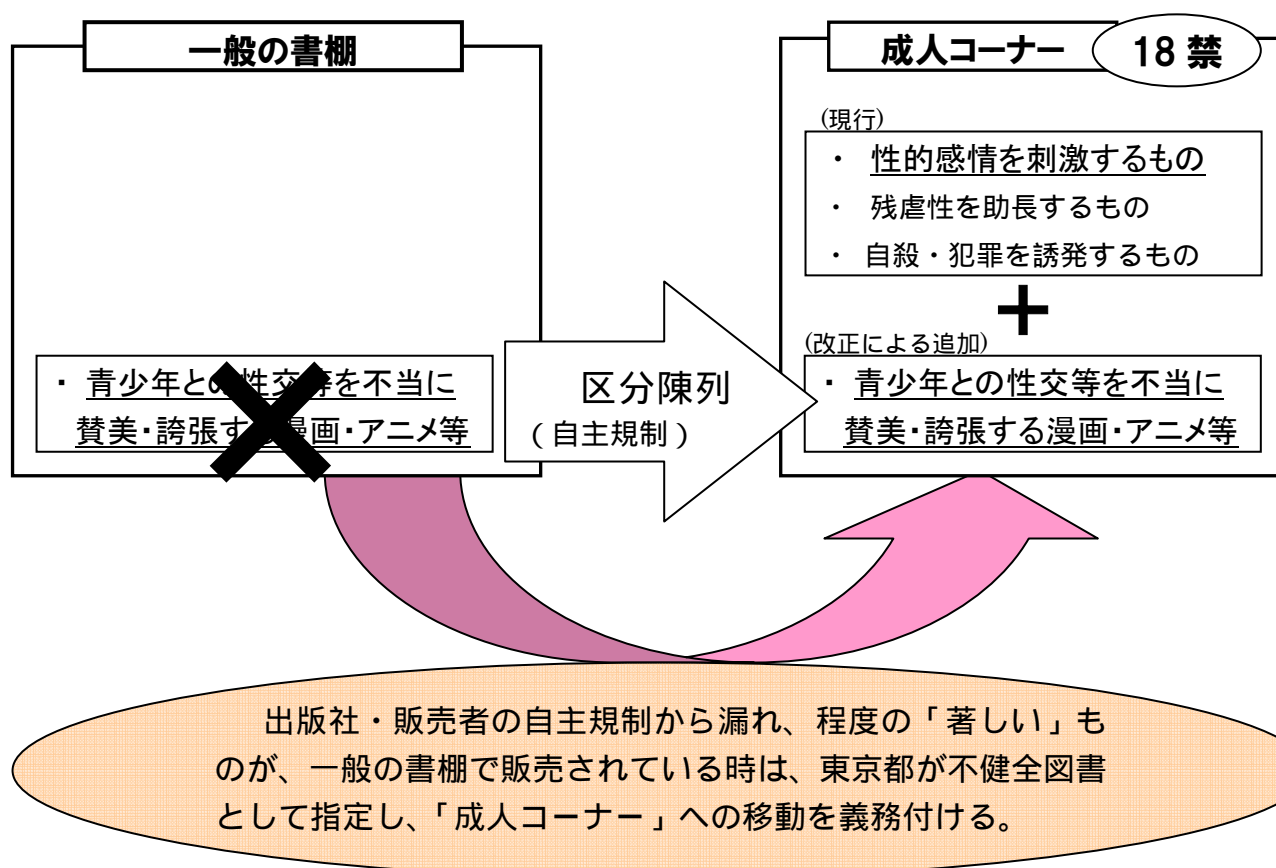 一般の書棚
・ 青少年との性交等を不当に
賛美・誇張する漫画・アニメ等
区分陳列
(自主規制)
成人コーナー
18 禁
(現行)
・ 性的感情を刺激するもの
・ 残虐性を助長するもの
・ 自殺・犯罪を誘発するもの
+
(改正による追加)
・ 青少年との性交等を不当に
賛美・誇張する漫画・アニメ等
出版社・販売者の自主規制から漏れ、程度の「著しい」も
のが、一般の書棚で販売されている時は、東京都が不健全図書
として指定し、「成人コーナー」への移動を義務付ける。